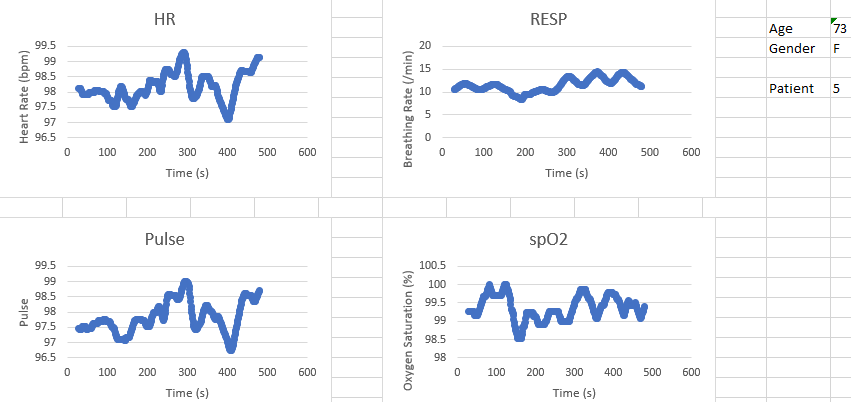 HR
Heart Rate (bpm)
99.5
99
98.5
98
97.5
97
96.5
0 100 200 300 400 500 600
Time (s)
RESP
Breathing Rate (/min)
20
15
10
5
0
0 100 200 300 400 500 600
Time (s)
Age 73
Gender F
Patient 5
Pulse
Pulse
99.5
99
98.5
98
97.5
97
96.5
0 100 200 300 400 500 600
Time (s)
spO2
Oxygen Saturation (%)
100.5
100
99.5
99
98.5
98
0 100 200 300 400 500 600
Time (s)